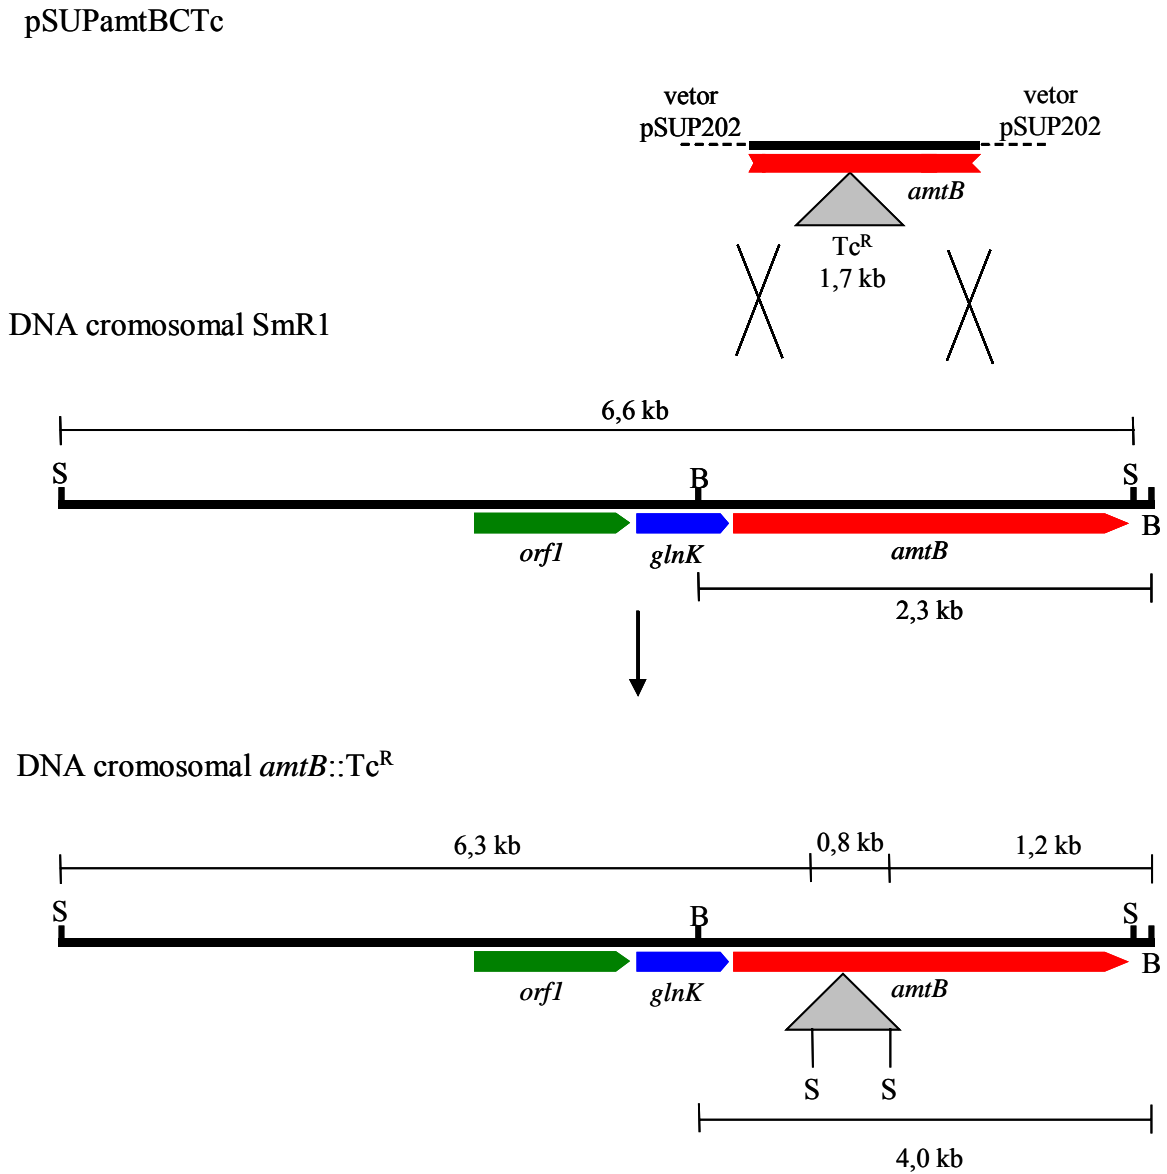 pSUPamtBCTc
vetor
pSUP202
vetor
pSUP202
amtB
Tcᴿ
1,7 kb
DNA cromosomal SmR1
6,6 kb
S
B
S
B
orf1
glnK
amtB
2,3 kb
DNA cromosomal amtB::Tcᴿ
6,3 kb
0,8 kb
1,2 kb
S
B
S
B
orf1
glnK
amtB
S
S
4,0 kb